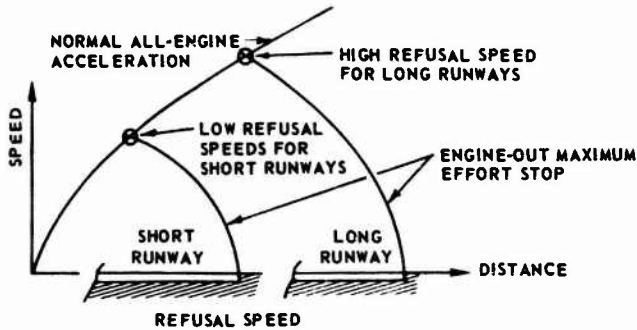 NORMAL ALL-ENGINE
ACCELERATION
HIGH REFUSAL SPEED
FOR LONG RUNWAYS
LOW REFUSAL
SPEEDS FOR
SHORT RUNWAYS
SPEED
ENGINE-OUT MAXIMUM
EFFORT STOP
SHORT
RUNWAY
LONG
RUNWAY
DISTANCE
REFUSAL SPEED